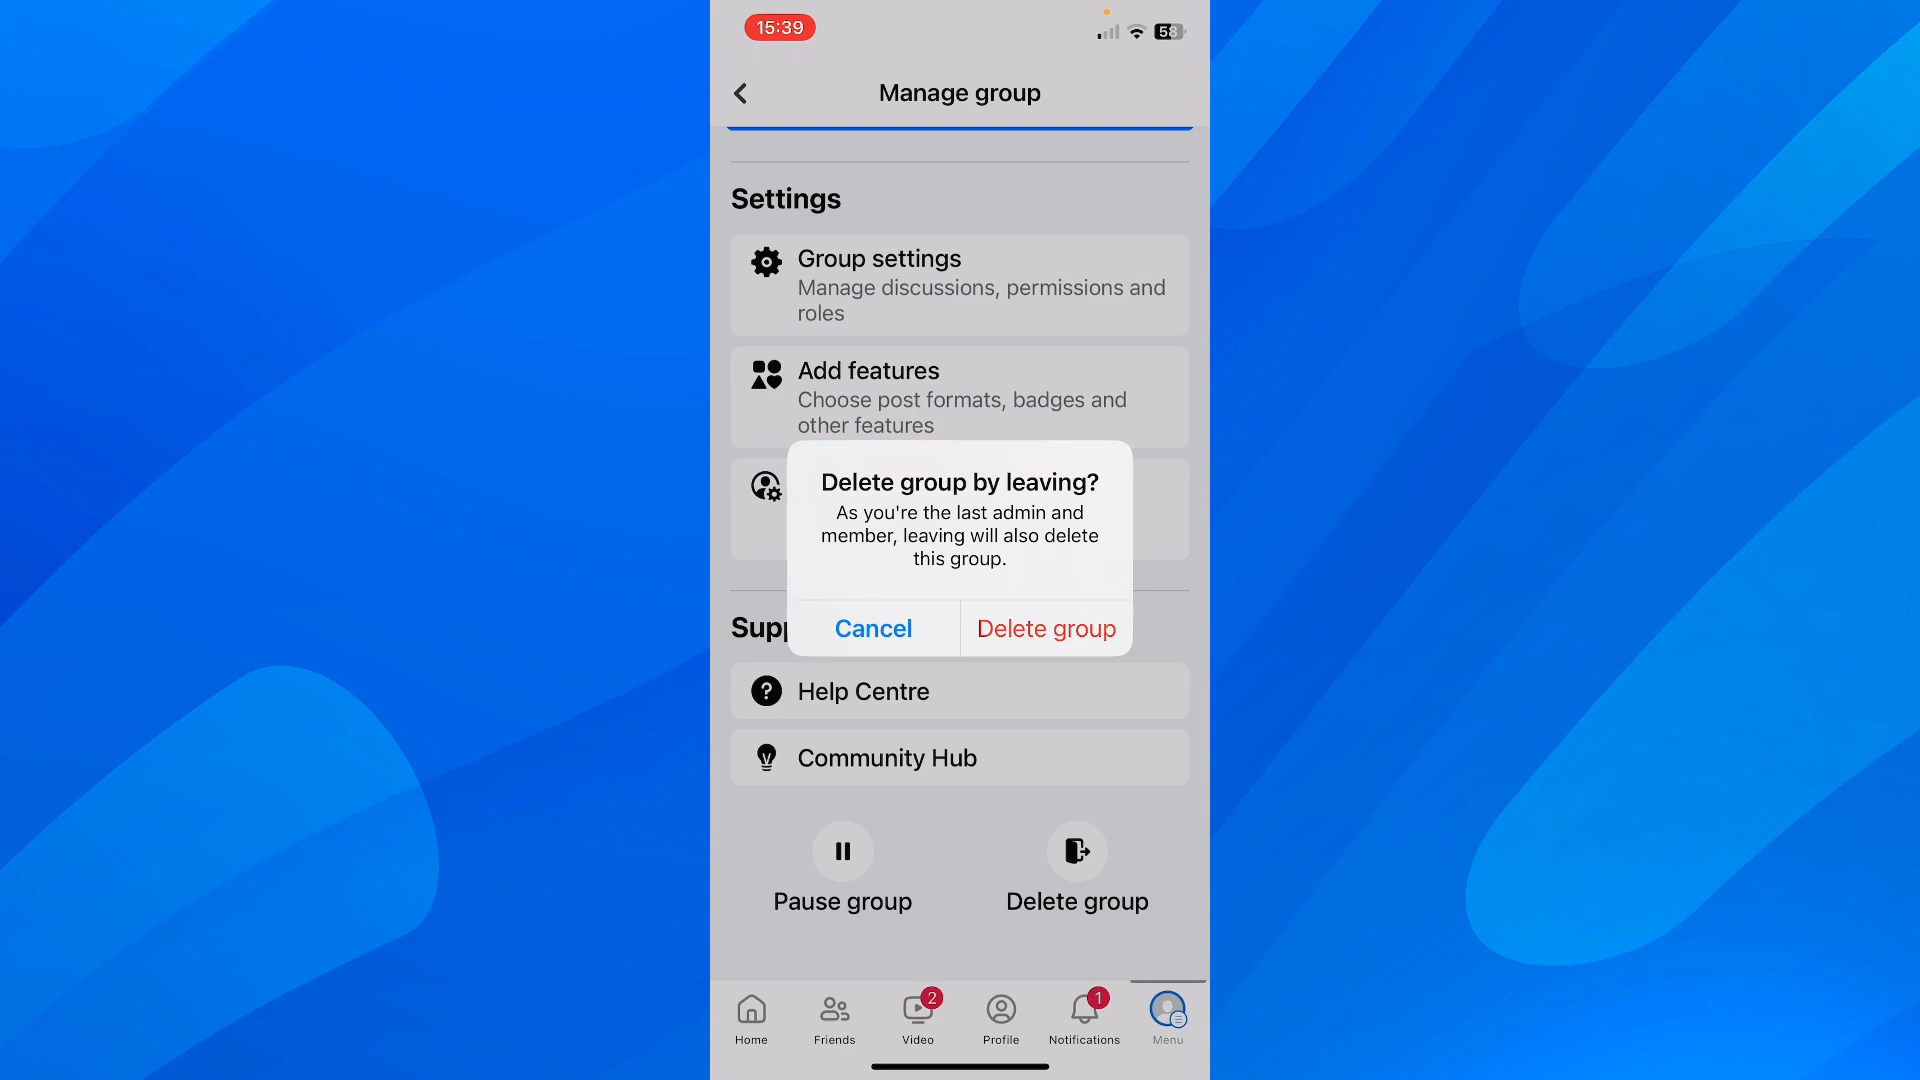 15:39
58
Manage group
Settings
Group settings
Manage discussions, permissions and
roles
Add features
Choose post formats, badges and
other features
Delete group by leaving?
As you're the last admin and
member, leaving will also delete
this group.
Cancel
Delete group
Supp
Help Centre
Community Hub
Pause group
Delete group
2
1
Home
Friends
Video
Profile
Notifications
Menu